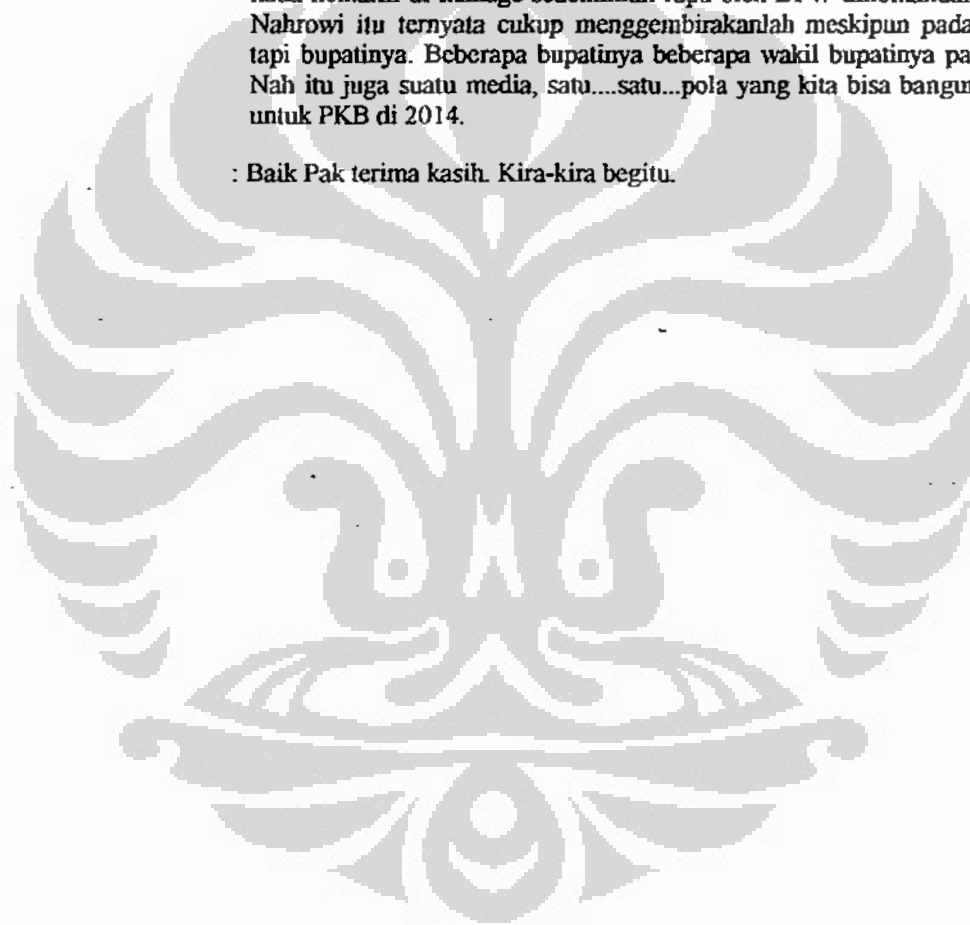 Nahrowi itu ternyata cukup menggembirakanlah meskipun pada
tapi bupatinya. Beberapa bupatinya beberapa wakil bupatinya pa
Nah itu juga suatu media, satu....satu...pola yang kita bisa bangun
untuk PKB di 2014.
: Baik Pak terima kasih. Kira-kira begitu.